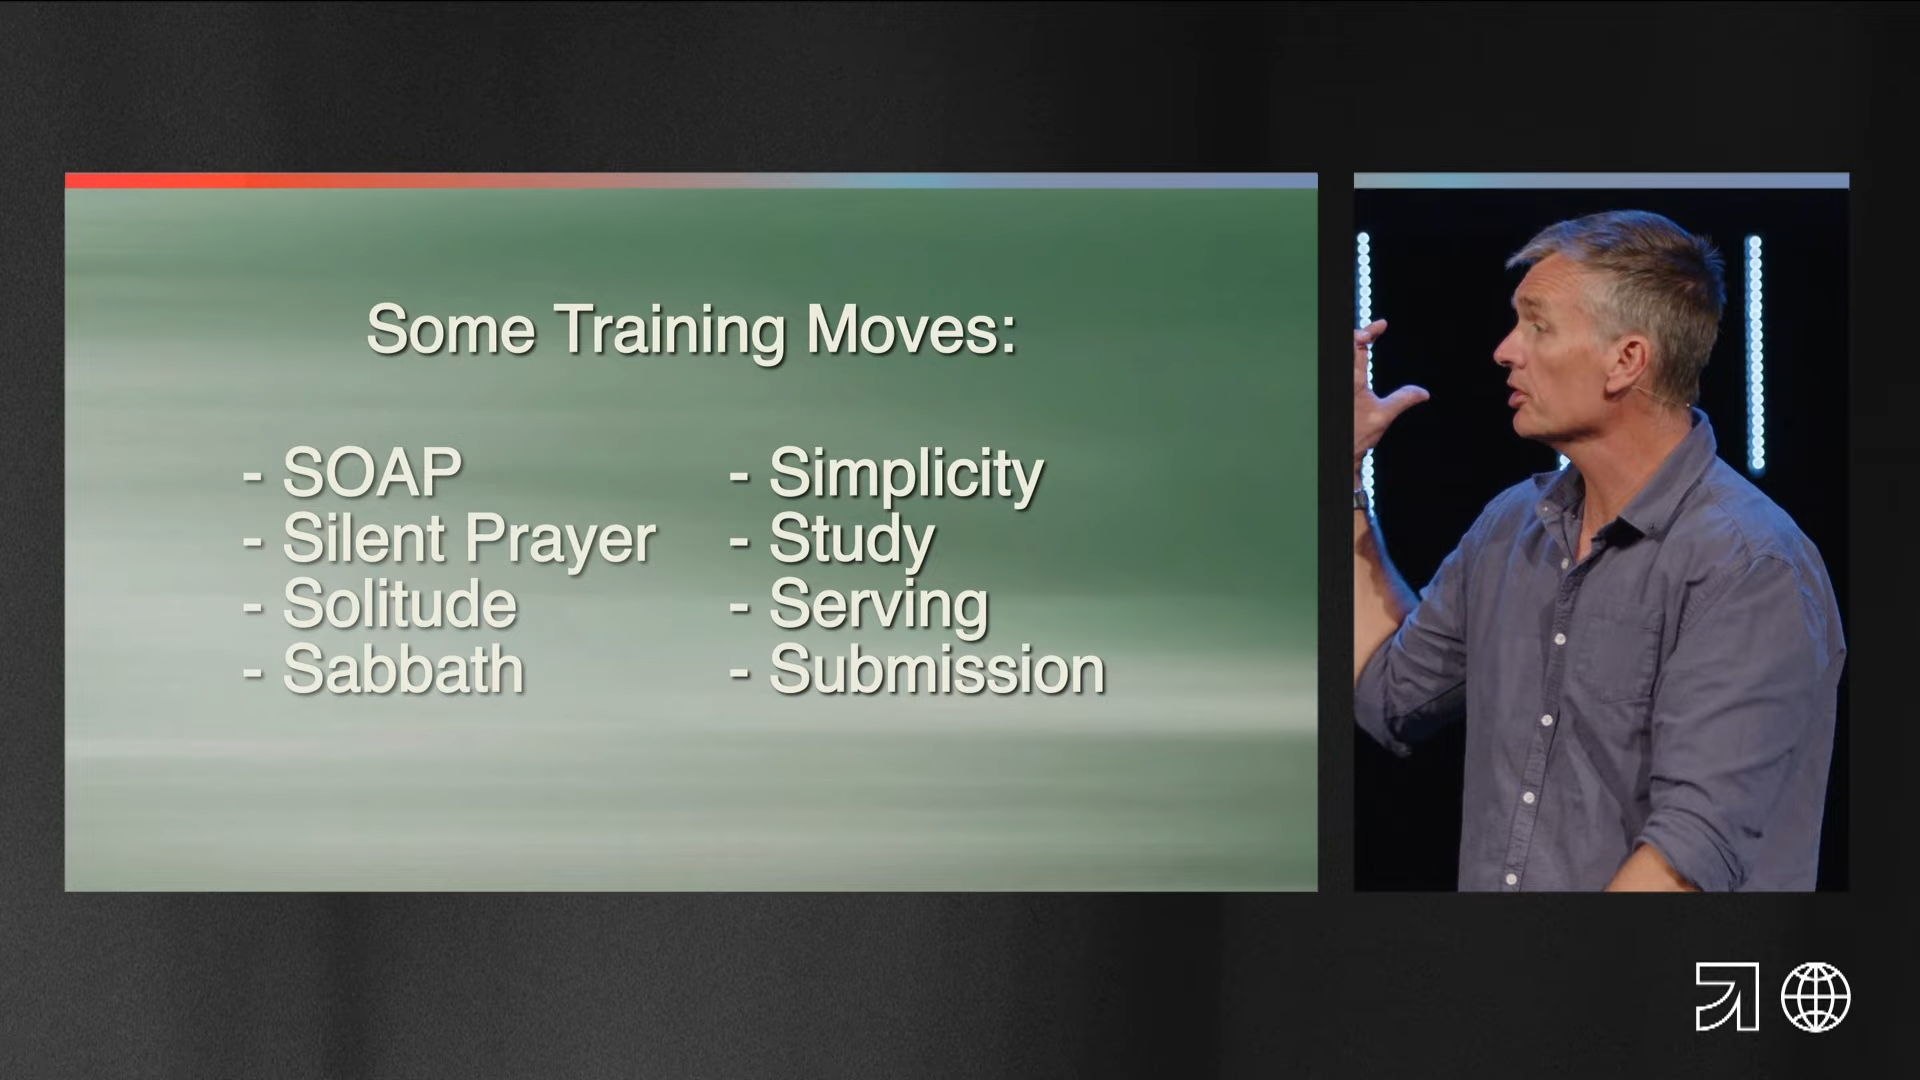 Some Training Moves:
- SOAP
- Silent Prayer
- Solitude
- Sabbath
- Simplicity
- Study
- Serving
- Submission